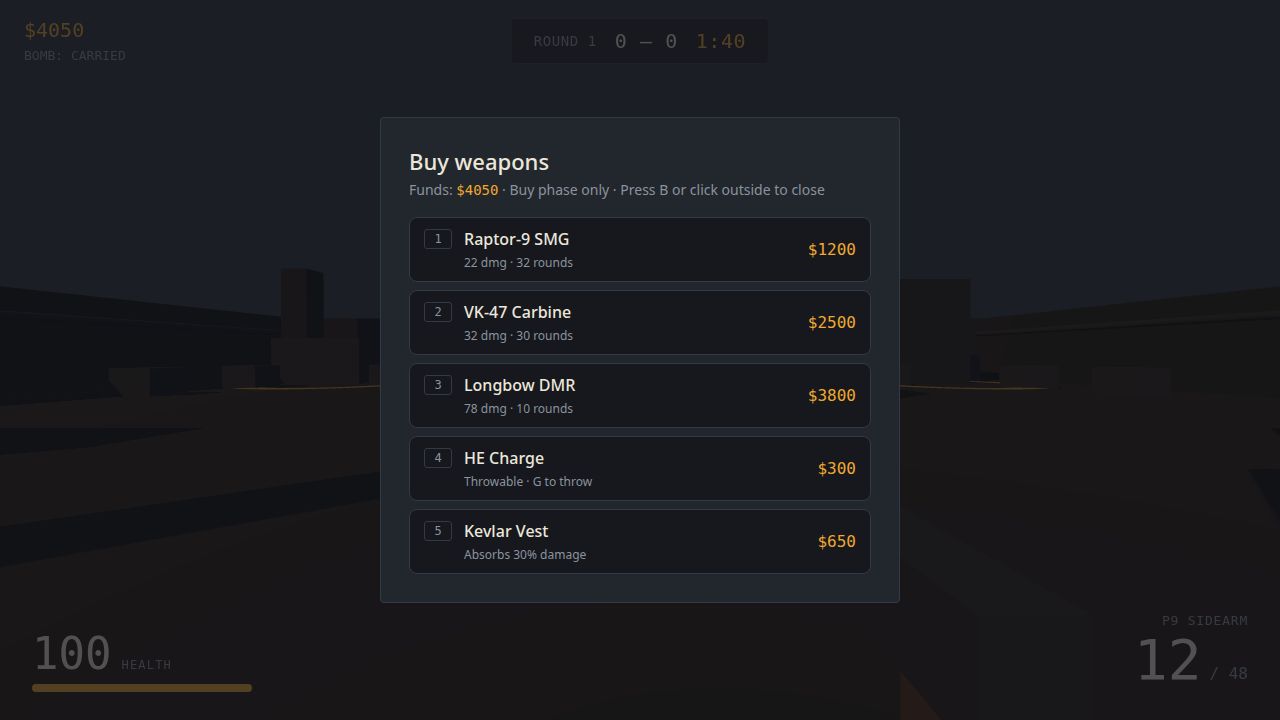 $4050
BOMB: CARRIED
ROUND 1 0 — 0 1:40
Buy weapons
Funds: $4050 · Buy phase only · Press B or click outside to close
1 Raptor-9 SMG
22 dmg · 32 rounds
$1200
2 VK-47 Carbine
32 dmg · 30 rounds
$2500
3 Longbow DMR
78 dmg · 10 rounds
$3800
4 HE Charge
Throwable · G to throw
$300
5 Kevlar Vest
Absorbs 30% damage
$650
100 HEALTH
P9 SIDEARM
12 / 48